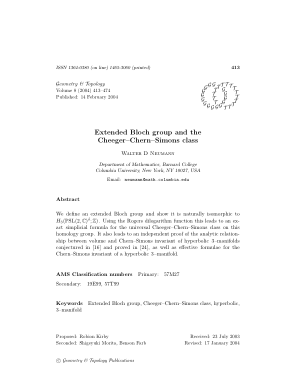 ISSN 1364-0380 (on line) 1465-3060 (printed) 413
Geometry & Topology
Volume 8 (2004) 413–474
Published: 14 February 2004
Extended Bloch group and the
Cheeger–Chern–Simons class
Walter D Neumann
Department of Mathematics, Barnard College
Columbia University, New York, NY 10027, USA
Email: neumann@math.columbia.edu
Abstract
We define an extended Bloch group and show it is naturally isomorphic to
H₃(PSL(2,ℂ)^δ;ℤ). Using the Rogers dilogarithm function this leads to an ex-
act simplicial formula for the universal Cheeger–Chern–Simons class on this
homology group. It also leads to an independent proof of the analytic relation-
ship between volume and Chern–Simons invariant of hyperbolic 3–manifolds
conjectured in [16] and proved in [24], as well as effective formulae for the
Chern–Simons invariant of a hyperbolic 3–manifold.
AMS Classification numbers Primary: 57M27
Secondary: 19E99, 57T99
Keywords Extended Bloch group, Cheeger–Chern–Simons class, hyperbolic,
3–manifold
Proposed: Robion Kirby Received: 23 July 2003
Seconded: Shigeyuki Morita, Benson Farb Revised: 17 January 2004
© Geometry & Topology Publications